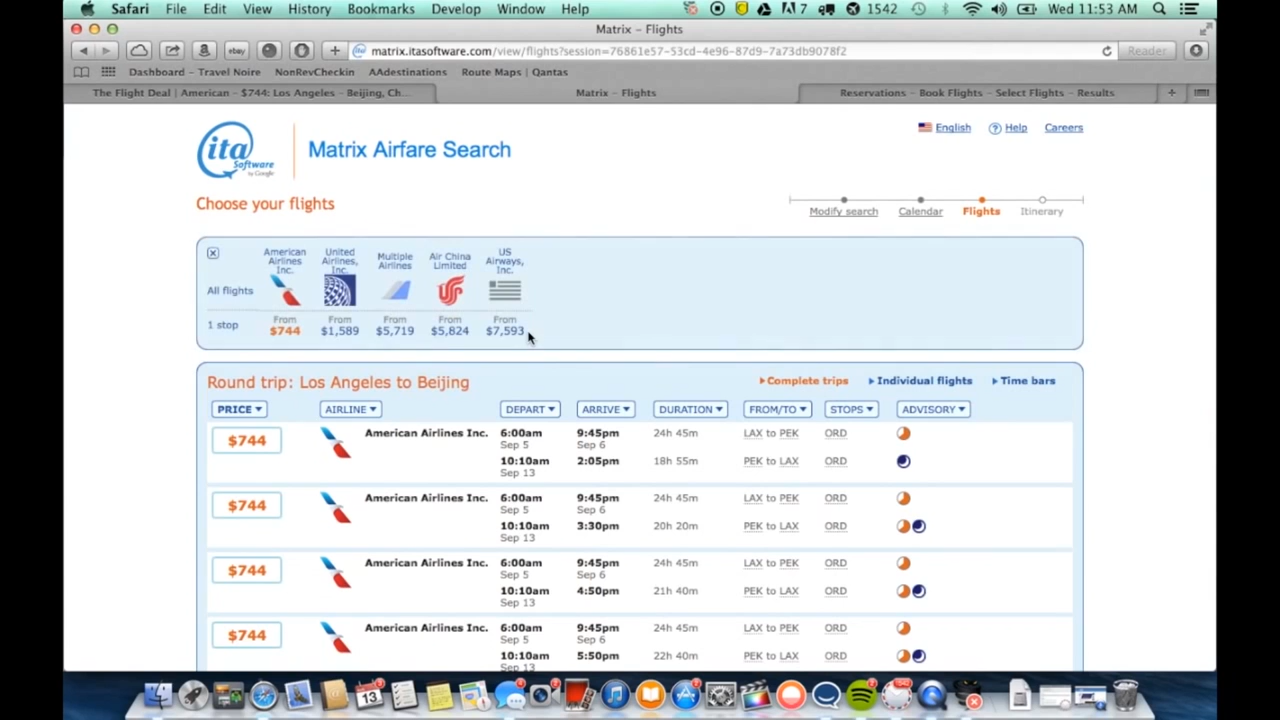 Safari File Edit View History Bookmarks Develop Window Help 7 1542 Wed 11:53 AM
Matrix – Flights
ebay matrix.itasoftware.com/view/flights?session=76861e57-53cd-4e96-87d9-7a73db9078f2 Reader
Dashboard – Travel Noire NonRevCheckin AAdestinations Route Maps | Qantas
The Flight Deal | American – $744: Los Angeles – Beijing, Ch... Matrix – Flights Reservations – Book Flights – Select Flights – Results
English Help Careers
ita Software by Google
Matrix Airfare Search
Choose your flights
Modify search Calendar Flights Itinerary
American Airlines Inc. United Airlines, Inc. Multiple Airlines Air China Limited US Airways, Inc.
All flights
1 stop From $744 From $1,589 From $5,719 From $5,824 From $7,593
Round trip: Los Angeles to Beijing Complete trips Individual flights Time bars
PRICE AIRLINE DEPART ARRIVE DURATION FROM/TO STOPS ADVISORY
$744 American Airlines Inc. 6:00am 9:45pm 24h 45m LAX to PEK ORD
Sep 5 Sep 6
10:10am 2:05pm 18h 55m PEK to LAX ORD
Sep 13
$744 American Airlines Inc. 6:00am 9:45pm 24h 45m LAX to PEK ORD
Sep 5 Sep 6
10:10am 3:30pm 20h 20m PEK to LAX ORD
Sep 13
$744 American Airlines Inc. 6:00am 9:45pm 24h 45m LAX to PEK ORD
Sep 5 Sep 6
10:10am 4:50pm 21h 40m PEK to LAX ORD
Sep 13
$744 American Airlines Inc. 6:00am 9:45pm 24h 45m LAX to PEK ORD
Sep 5 Sep 6
10:10am 5:50pm 22h 40m PEK to LAX ORD
Sep 13
13